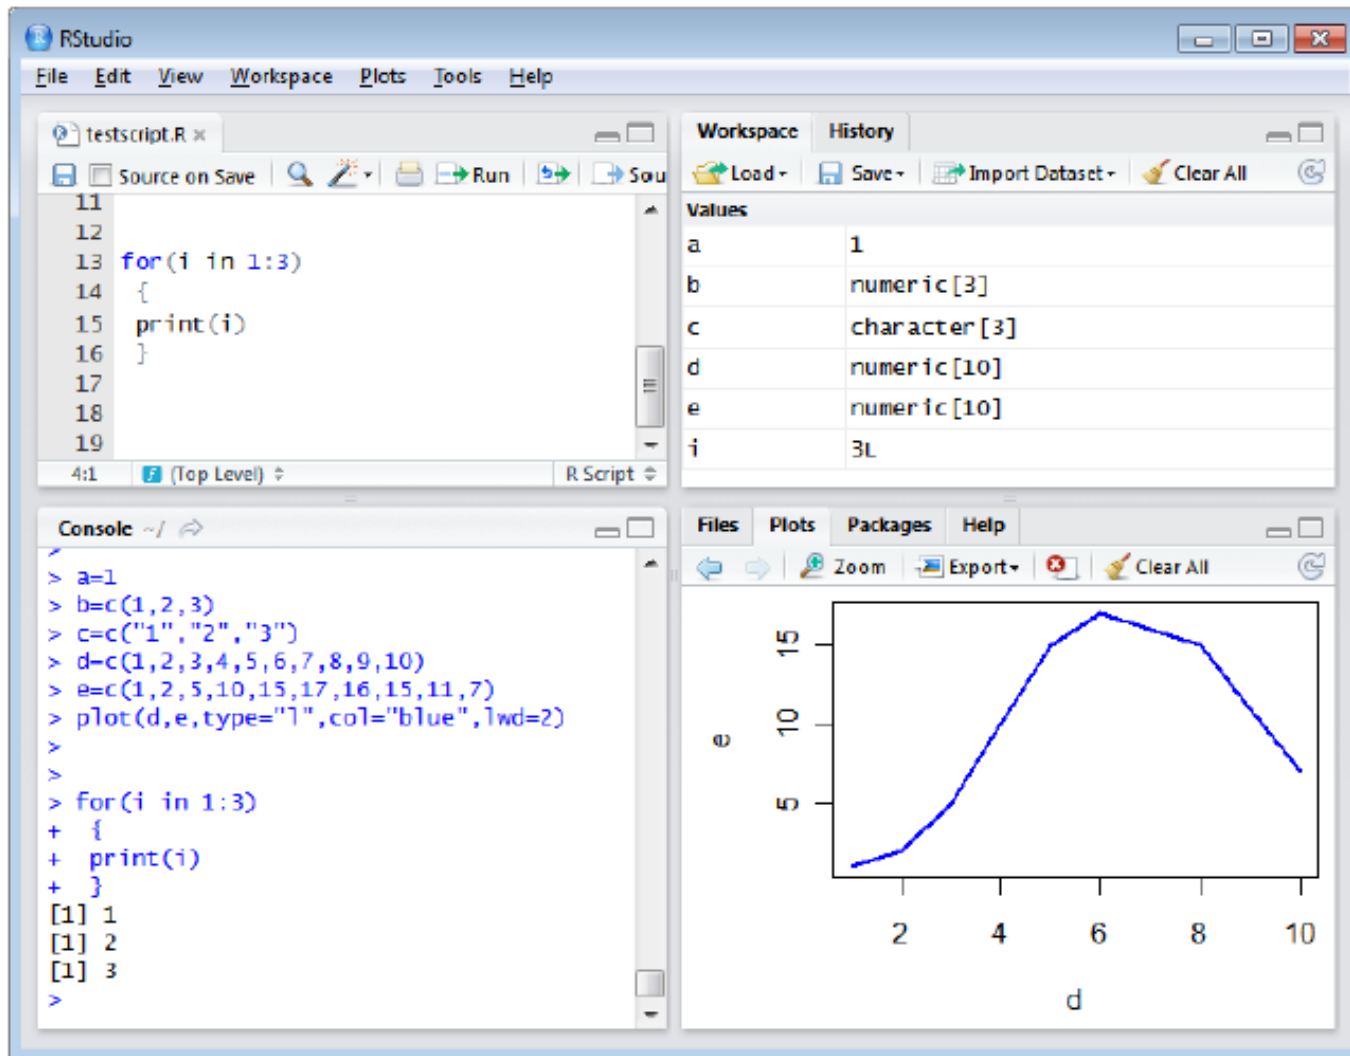 RStudio
File Edit View Workspace Plots Tools Help
testscript.R
Source on Save Run Sou
11
12
13 for(i in 1:3)
14 {
15 print(i)
16 }
17
18
19
4:1 (Top Level) R Script
Workspace History
Load Save Import Dataset Clear All
Values
a 1
b numeric[3]
c character[3]
d numeric[10]
e numeric[10]
i 3L
Console ~/
>
> a=1
> b=c(1,2,3)
> c=c("1","2","3")
> d=c(1,2,3,4,5,6,7,8,9,10)
> e=c(1,2,5,10,15,17,16,15,11,7)
> plot(d,e,type="l",col="blue",lwd=2)
>
>
> for(i in 1:3)
+ {
+ print(i)
+ }
[1] 1
[1] 2
[1] 3
>
Files Plots Packages Help
Zoom Export Clear All
15
10
5
e
2 4 6 8 10
d